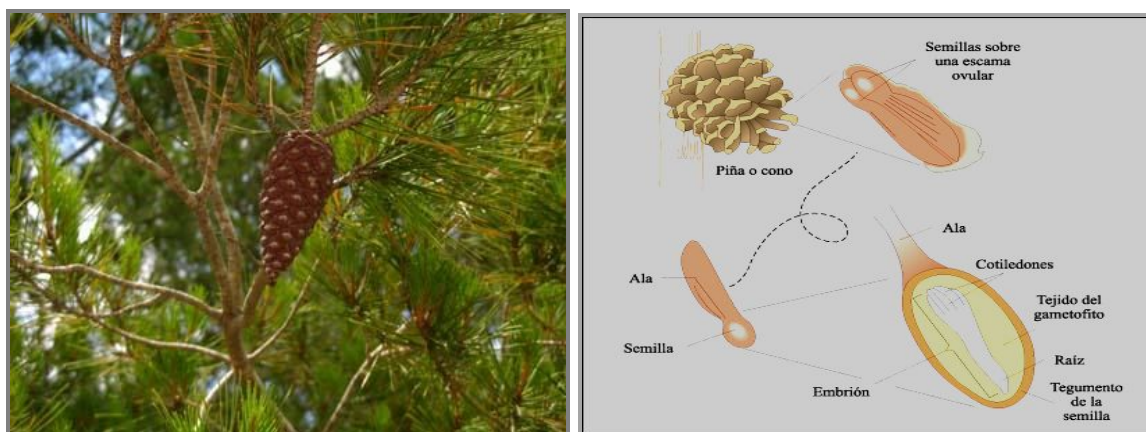 Semillas sobre
una escama
ovular
Piña o cono
Ala
Cotiledones
Ala
Tejido del
gametofito
Semilla
Raíz
Embrión
Tegumento
de la
semilla